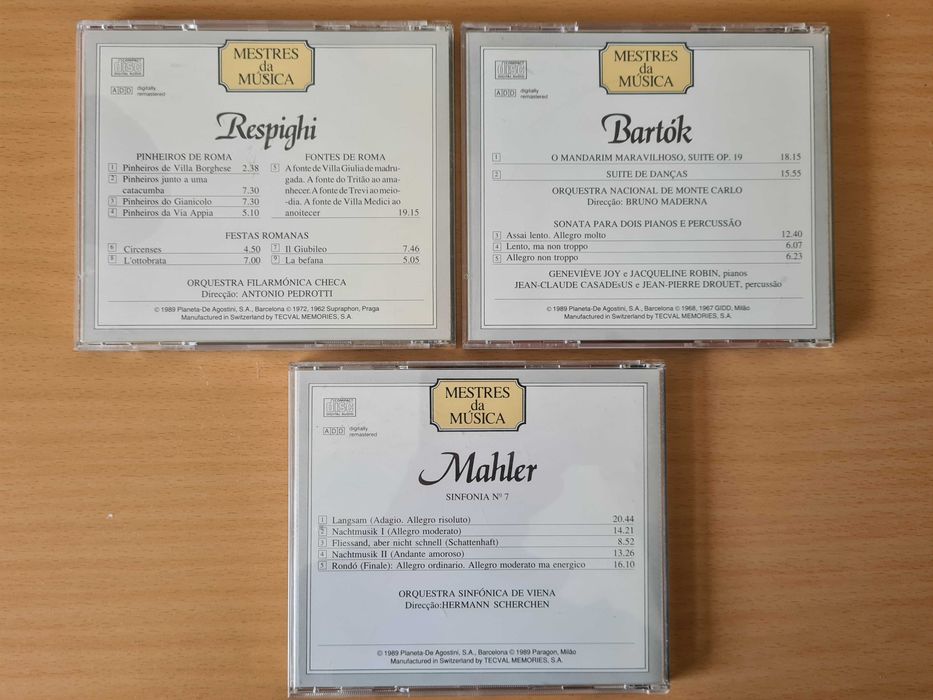 MESTRES
da
MÚSICA
COMPACT
disc
DIGITAL AUDIO
ADD digitally
remastered
Respighi
PINHEIROS DE ROMA
1 Pinheiros de Villa Borghese 2.38
2 Pinheiros junto a uma
catacumba 7.30
3 Pinheiros do Gianicolo 7.30
4 Pinheiros da Via Appia 5.10
FONTES DE ROMA
5 A fonte de Villa Giulia de madru-
gada. A fonte do Tritão ao ama-
nhecer. A fonte de Trevi ao meio-
-dia. A fonte de Villa Medici ao
anoitecer 19.15
FESTAS ROMANAS
6 Circenses 4.50
8 L'ottobrata 7.00
7 Il Giubileo 7.46
9 La befana 5.05
ORQUESTRA FILARMÓNICA CHECA
Direcção: ANTONIO PEDROTTI
© 1989 Planeta-De Agostini, S.A., Barcelona ℗ 1972, 1962 Supraphon, Praga
Manufactured in Switzerland by TECVAL MEMORIES, S.A.
MESTRES
da
MÚSICA
COMPACT
disc
DIGITAL AUDIO
ADD digitally
remastered
Bartók
1 O MANDARIM MARAVILHOSO, SUITE OP. 19 18.15
2 SUITE DE DANÇAS 15.55
ORQUESTRA NACIONAL DE MONTE CARLO
Direcção: BRUNO MADERNA
SONATA PARA DOIS PIANOS E PERCUSSÃO
3 Assai lento. Allegro molto 12.40
4 Lento, ma non troppo 6.07
5 Allegro non troppo 6.23
GENEVIÈVE JOY e JACQUELINE ROBIN, pianos
JEAN-CLAUDE CASADEsUS e JEAN-PIERRE DROUET, percussão
© 1989 Planeta-De Agostini, S.A., Barcelona ℗ 1968, 1967 GIDD, Milão
Manufactured in Switzerland by TECVAL MEMORIES, S.A.
MESTRES
da
MÚSICA
COMPACT
disc
DIGITAL AUDIO
ADD digitally
remastered
Mahler
SINFONIA Nº 7
1 Langsam (Adagio. Allegro risoluto) 20.44
2 Nachtmusik I (Allegro moderato) 14.21
3 Fliessand, aber nicht schnell (Schattenhaft) 8.52
4 Nachtmusik II (Andante amoroso) 13.26
5 Rondó (Finale): Allegro ordinario. Allegro moderato ma energico 16.10
ORQUESTRA SINFÓNICA DE VIENA
Direcção:HERMANN SCHERCHEN
© 1989 Planeta-De Agostini, S.A., Barcelona ℗ 1989 Paragon, Milão
Manufactured in Switzerland by TECVAL MEMORIES, S.A.